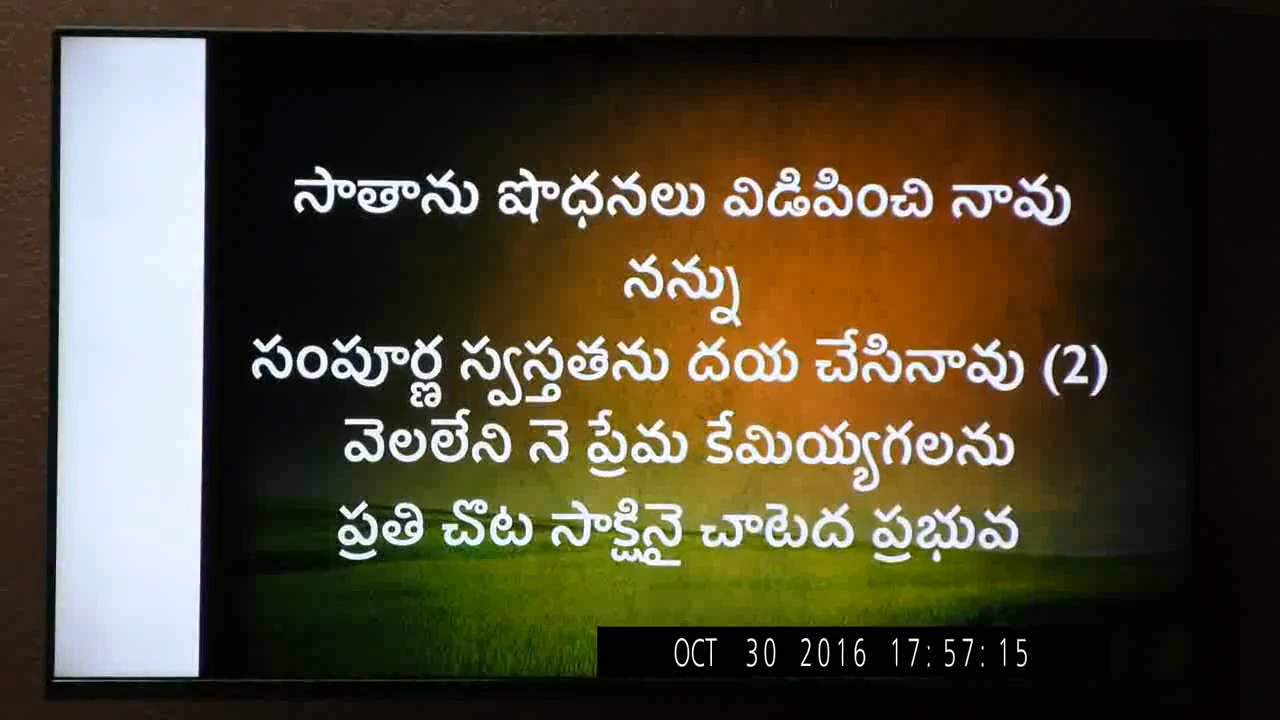 సాతాను షొధనలు విడిపించి నావు
నన్ను
సంపూర్ణ స్వస్తతను దయ చేసినావు (2)
వెలలేని నె ప్రేమ కేమియ్యగలను
ప్రతి చొట సాక్షినై చాటెద ప్రభువ
OCT 30 2016 17:57:15